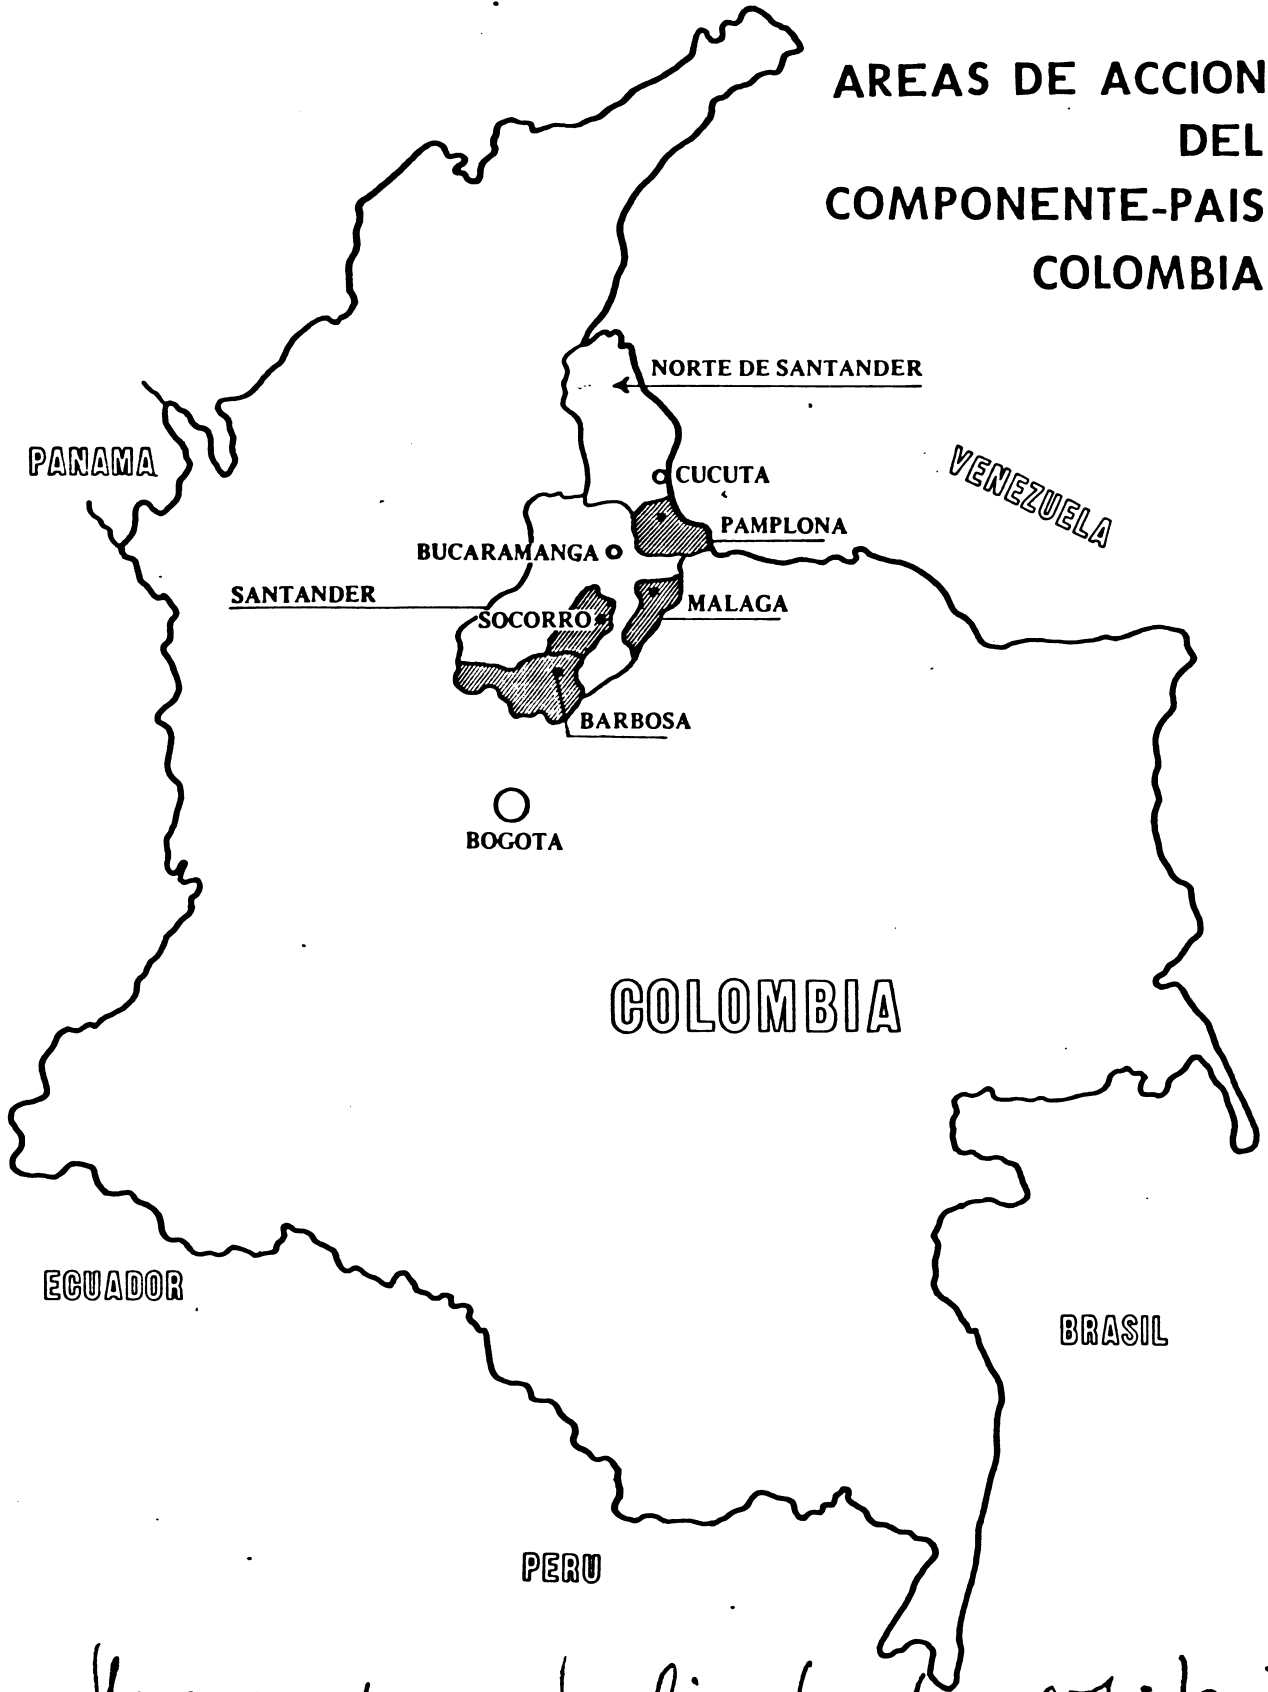 AREAS DE ACCION
DEL
COMPONENTE-PAIS
COLOMBIA
NORTE DE SANTANDER
PANAMA
CUCUTA
VENEZUELA
PAMPLONA
BUCARAMANGA
SANTANDER
MALAGA
SOCORRO
BARBOSA
BOGOTA
COLOMBIA
ECUADOR
BRASIL
PERU